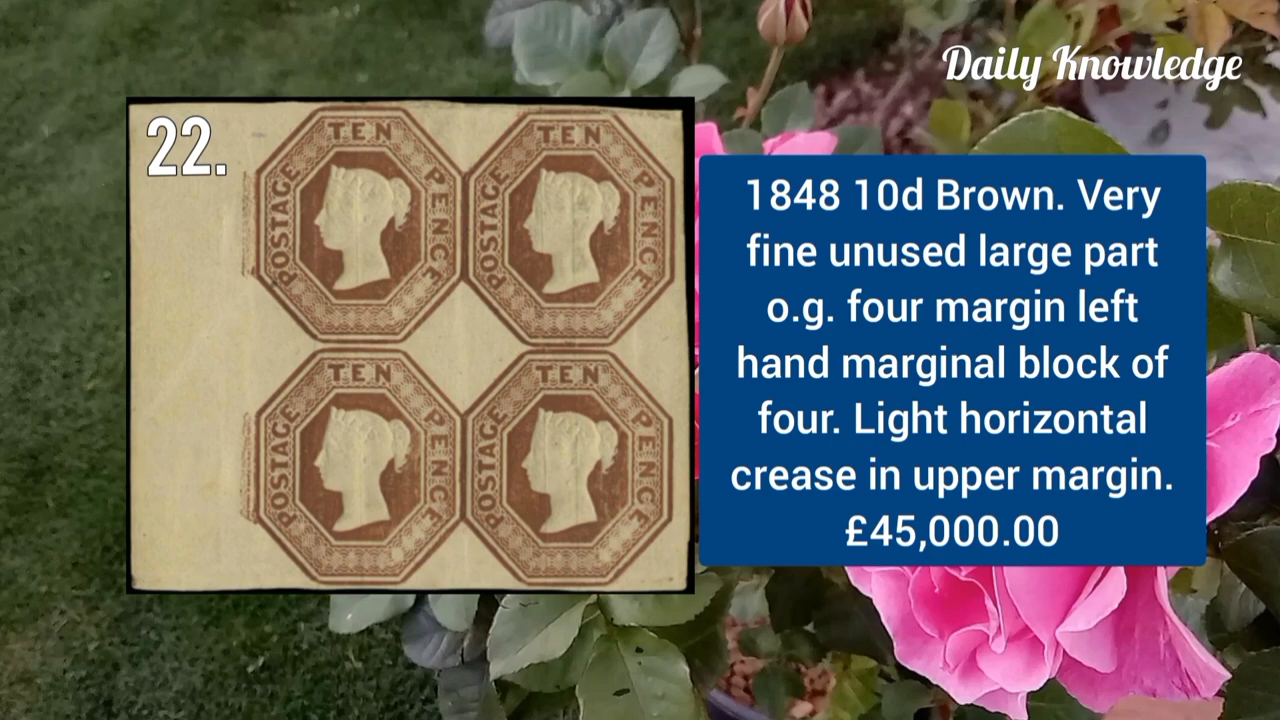 Daily Knowledge
22.
TEN
POSTAGE
PENCE
TEN
POSTAGE
PENCE
TEN
POSTAGE
PENCE
TEN
POSTAGE
PENCE
1848 10d Brown. Very
fine unused large part
o.g. four margin left
hand marginal block of
four. Light horizontal
crease in upper margin.
£45,000.00